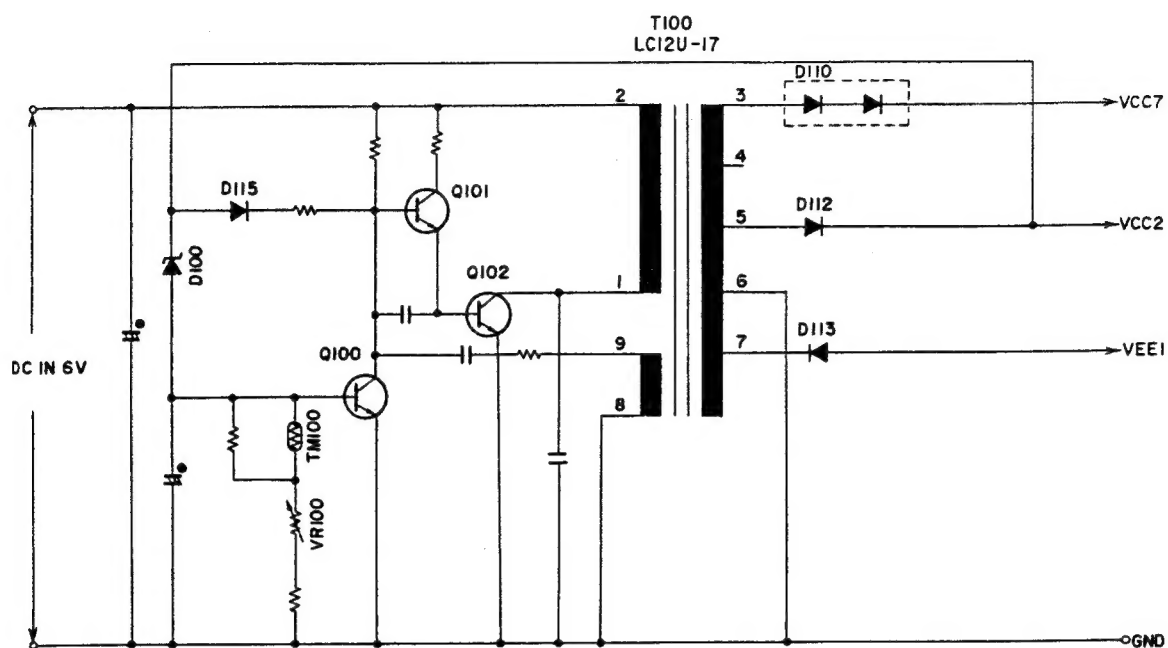 T100
LC12U-17
D110
2
3
VCC7
4
D115
Q101
D112
5
VCC2
D100
Q102
1
6
D113
DC IN 6V
Q100
9
7
VEE1
TM100
8
VR100
GND